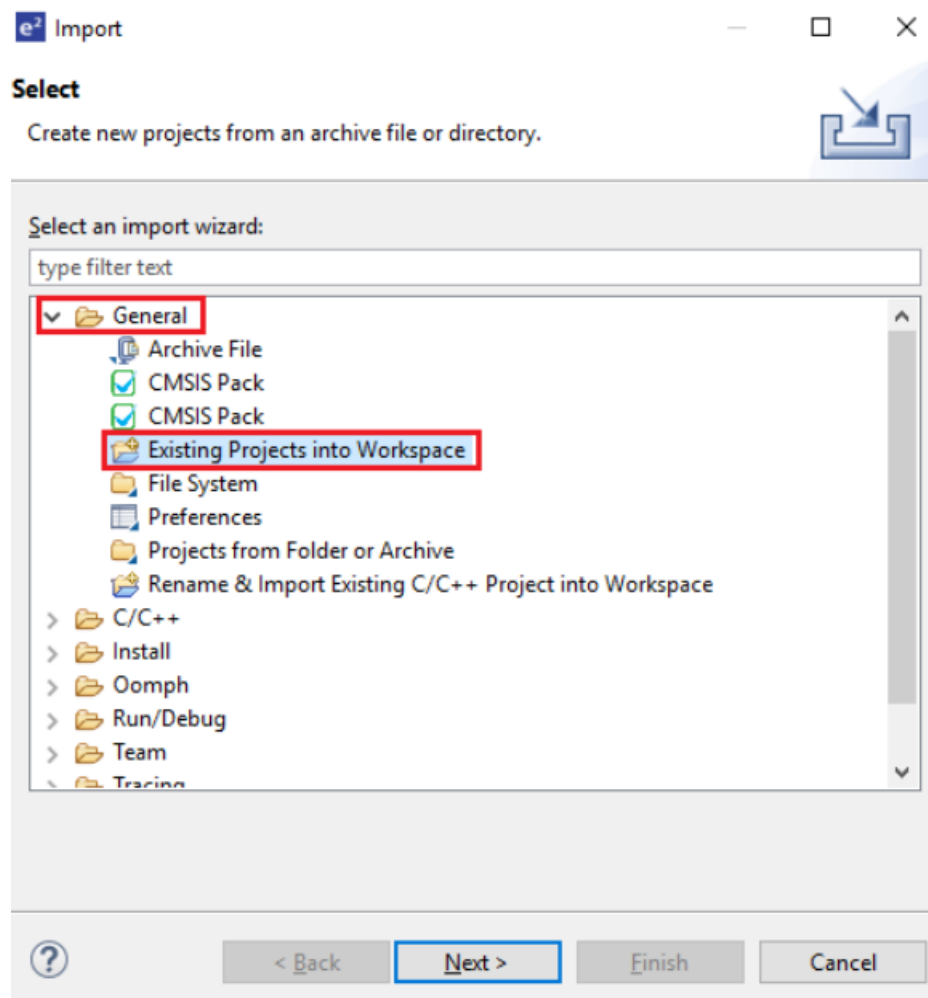 e² Import
Select
Create new projects from an archive file or directory.
Select an import wizard:
type filter text
General
Archive File
CMSIS Pack
CMSIS Pack
Existing Projects into Workspace
File System
Preferences
Projects from Folder or Archive
Rename & Import Existing C/C++ Project into Workspace
C/C++
Install
Oomph
Run/Debug
Team
Tracing
? < Back Next > Finish Cancel